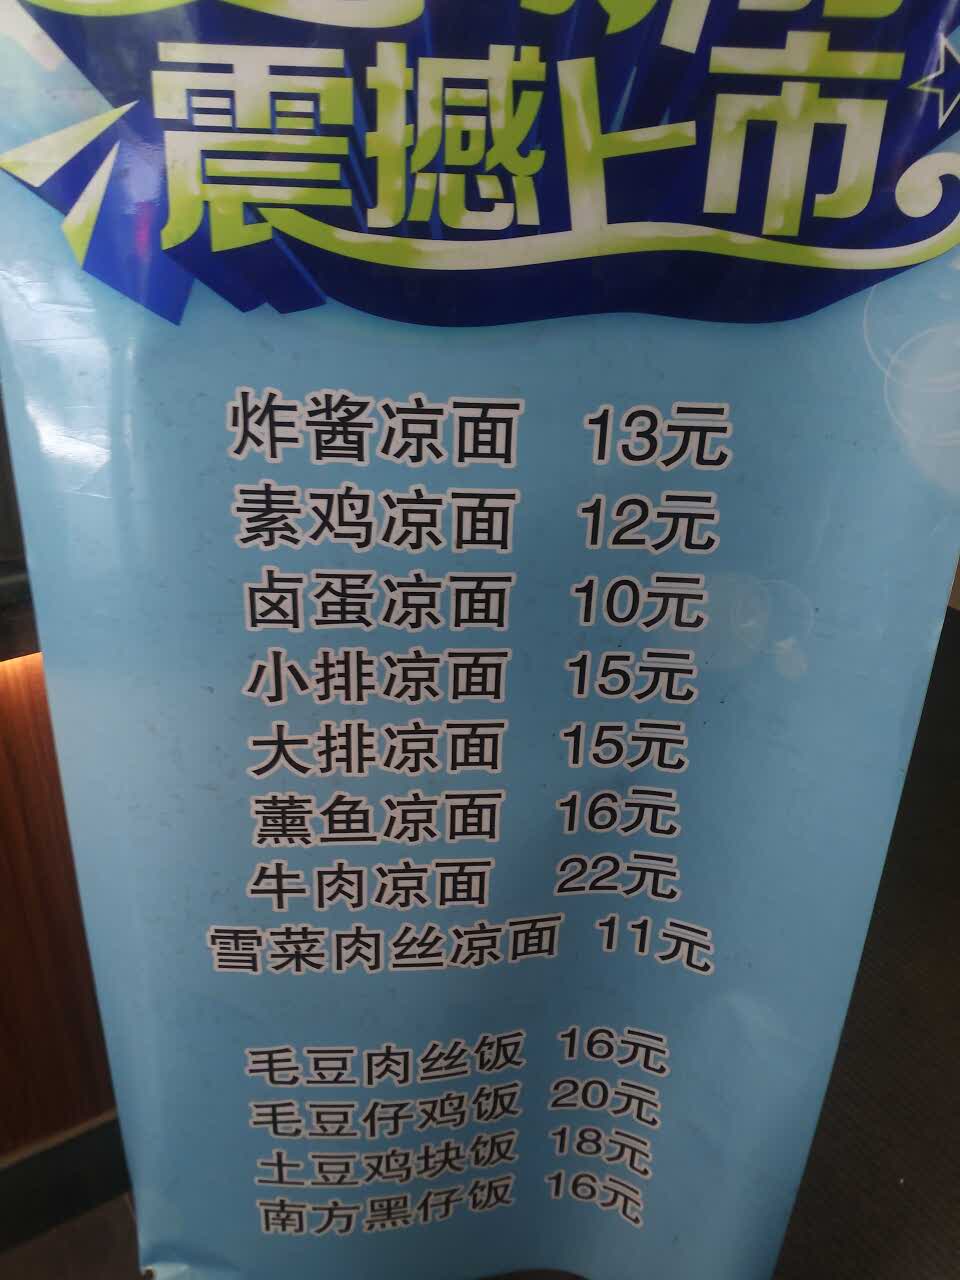 震撼上市
炸酱凉面 13元
素鸡凉面 12元
卤蛋凉面 10元
小排凉面 15元
大排凉面 15元
薰鱼凉面 16元
牛肉凉面 22元
雪菜肉丝凉面 11元
毛豆肉丝饭 16元
毛豆仔鸡饭 20元
土豆鸡块饭 18元
南方黑仔饭 16元